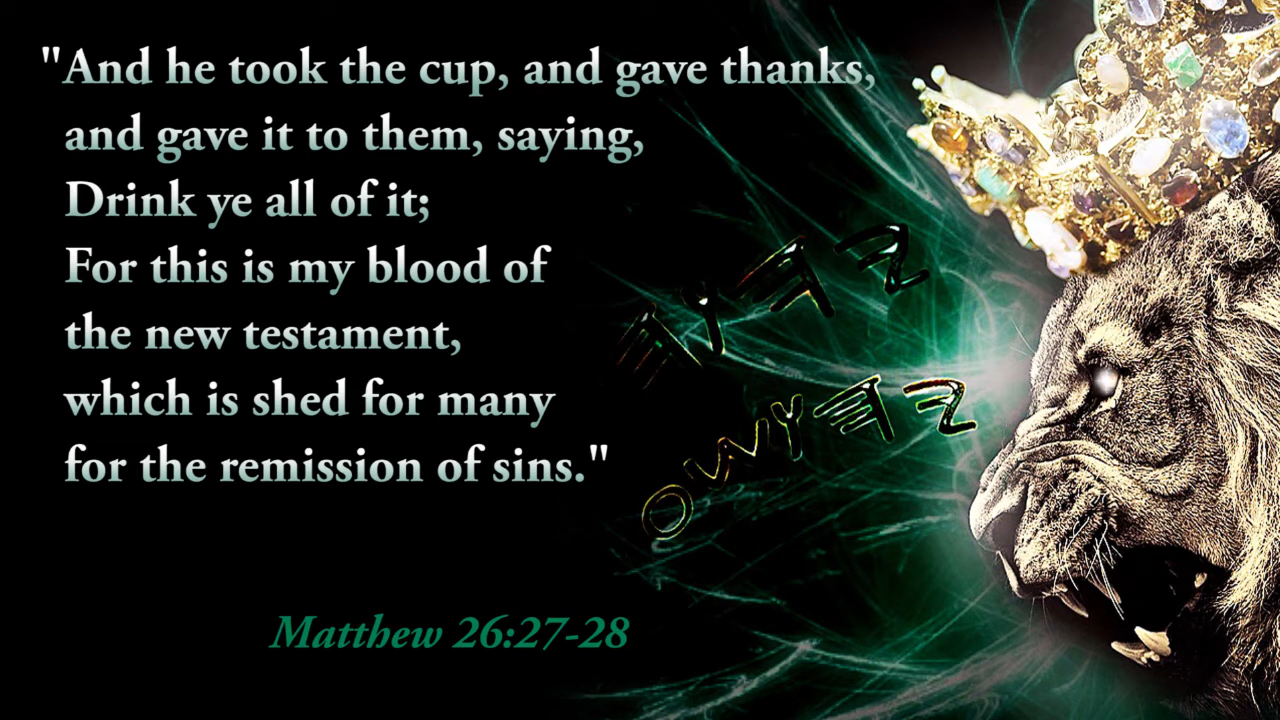 "And he took the cup, and gave thanks,
and gave it to them, saying,
Drink ye all of it;
For this is my blood of
the new testament,
which is shed for many
for the remission of sins."
Matthew 26:27-28
𐤉𐤄𐤅𐤄
𐤉𐤄𐤅𐤔𐤏